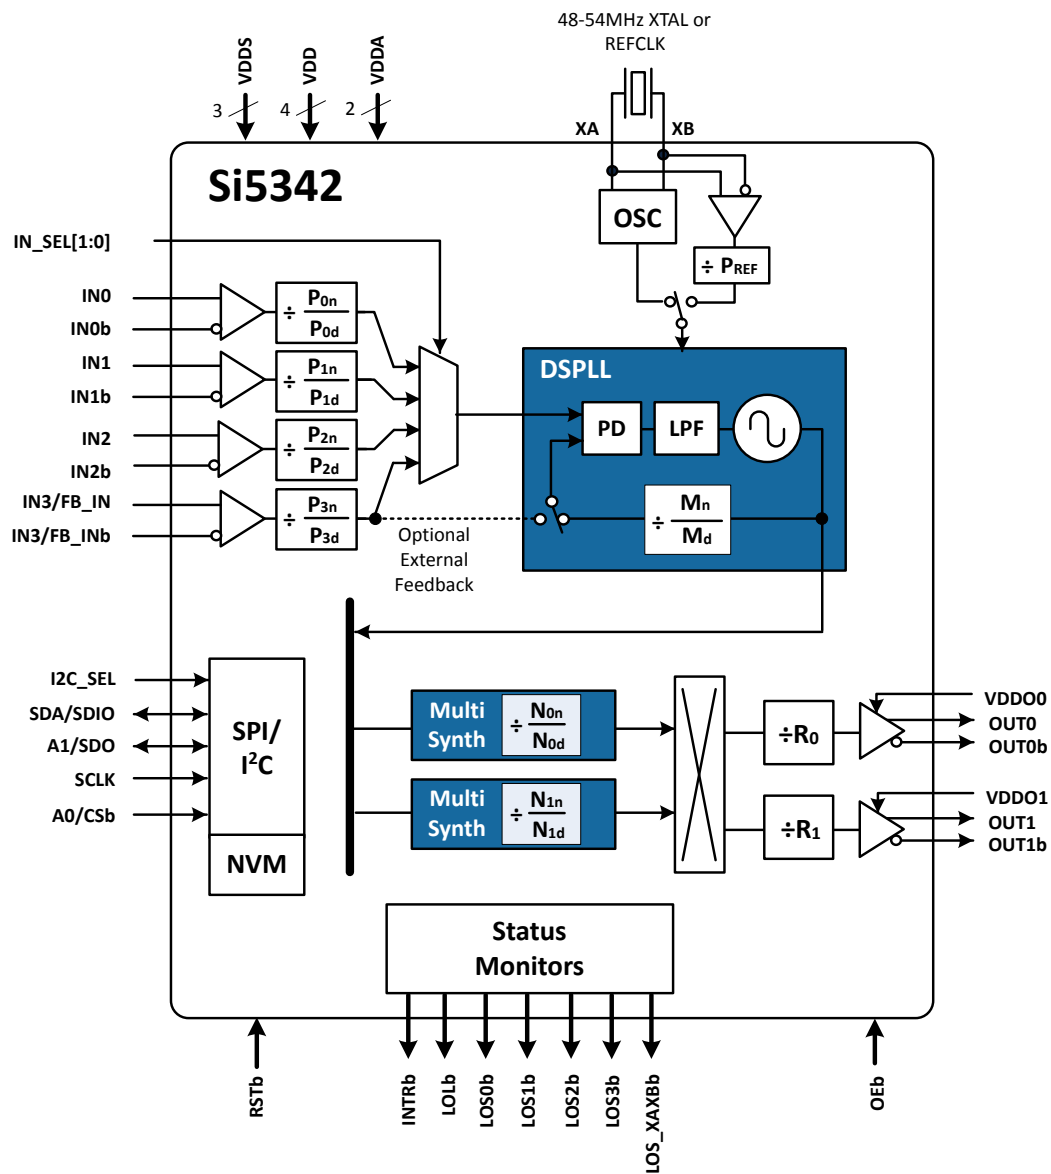 48-54MHz XTAL or
REFCLK
VDDS
VDD
VDDA
3
4
2
XA
XB
Si5342
OSC
÷ PREF
IN_SEL[1:0]
IN0
IN0b
÷ P0n
P0d
IN1
IN1b
÷ P1n
P1d
IN2
IN2b
÷ P2n
P2d
IN3/FB_IN
IN3/FB_INb
÷ P3n
P3d
DSPLL
PD
LPF
÷ Mn
Md
Optional
External
Feedback
I2C_SEL
SDA/SDIO
A1/SDO
SCLK
A0/CSb
SPI/
I²C
NVM
Multi
Synth
÷ N0n
N0d
Multi
Synth
÷ N1n
N1d
÷R0
÷R1
VDDO0
OUT0
OUT0b
VDDO1
OUT1
OUT1b
Status
Monitors
RSTb
INTRb
LOLb
LOS0b
LOS1b
LOS2b
LOS3b
LOS_XAXBb
OEb